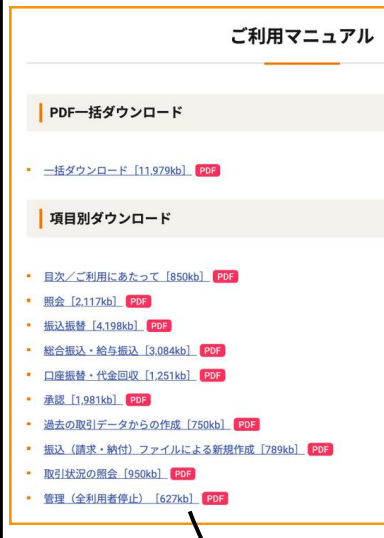 ご利用マニュアル
PDF一括ダウンロード
一括ダウンロード［11,979kb］ PDF
項目別ダウンロード
目次／ご利用にあたって［850kb］ PDF
照会［2,117kb］ PDF
振込振替［4,198kb］ PDF
総合振込・給与振込［3,084kb］ PDF
口座振替・代金回収［1,251kb］ PDF
承認［1,981kb］ PDF
過去の取引データからの作成［750kb］ PDF
振込（請求・納付）ファイルによる新規作成［789kb］ PDF
取引状況の照会［950kb］ PDF
管理（全利用者停止）［627kb］ PDF